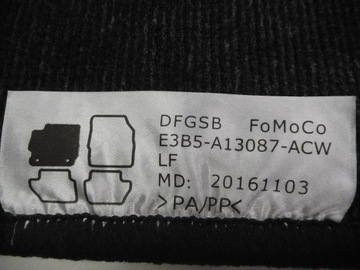 DFGSB FoMoCo
E3B5-A13087-ACW
LF
MD: 20161103
>PA/PP<